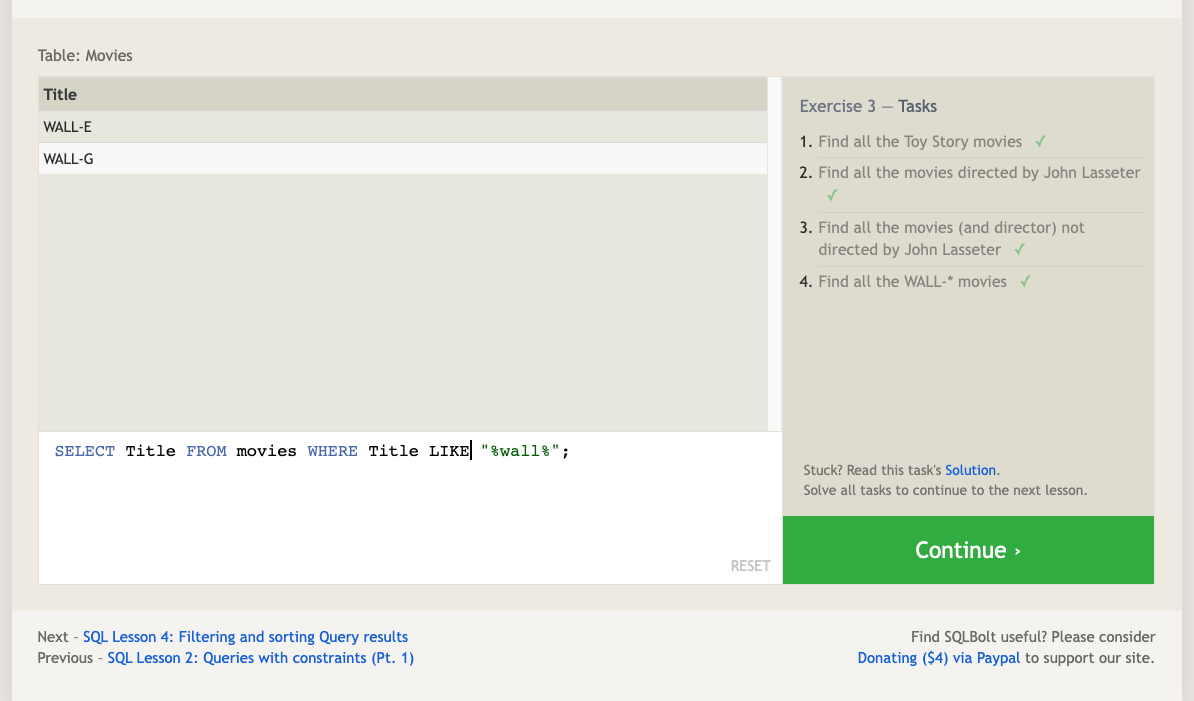 Table: Movies
Title
WALL-E
WALL-G
SELECT Title FROM movies WHERE Title LIKE "%wall%";
RESET
Exercise 3 — Tasks
1. Find all the Toy Story movies ✓
2. Find all the movies directed by John Lasseter
✓
3. Find all the movies (and director) not
directed by John Lasseter ✓
4. Find all the WALL-* movies ✓
Stuck? Read this task's Solution.
Solve all tasks to continue to the next lesson.
Continue ›
Next – SQL Lesson 4: Filtering and sorting Query results
Previous – SQL Lesson 2: Queries with constraints (Pt. 1)
Find SQLBolt useful? Please consider
Donating ($4) via Paypal to support our site.